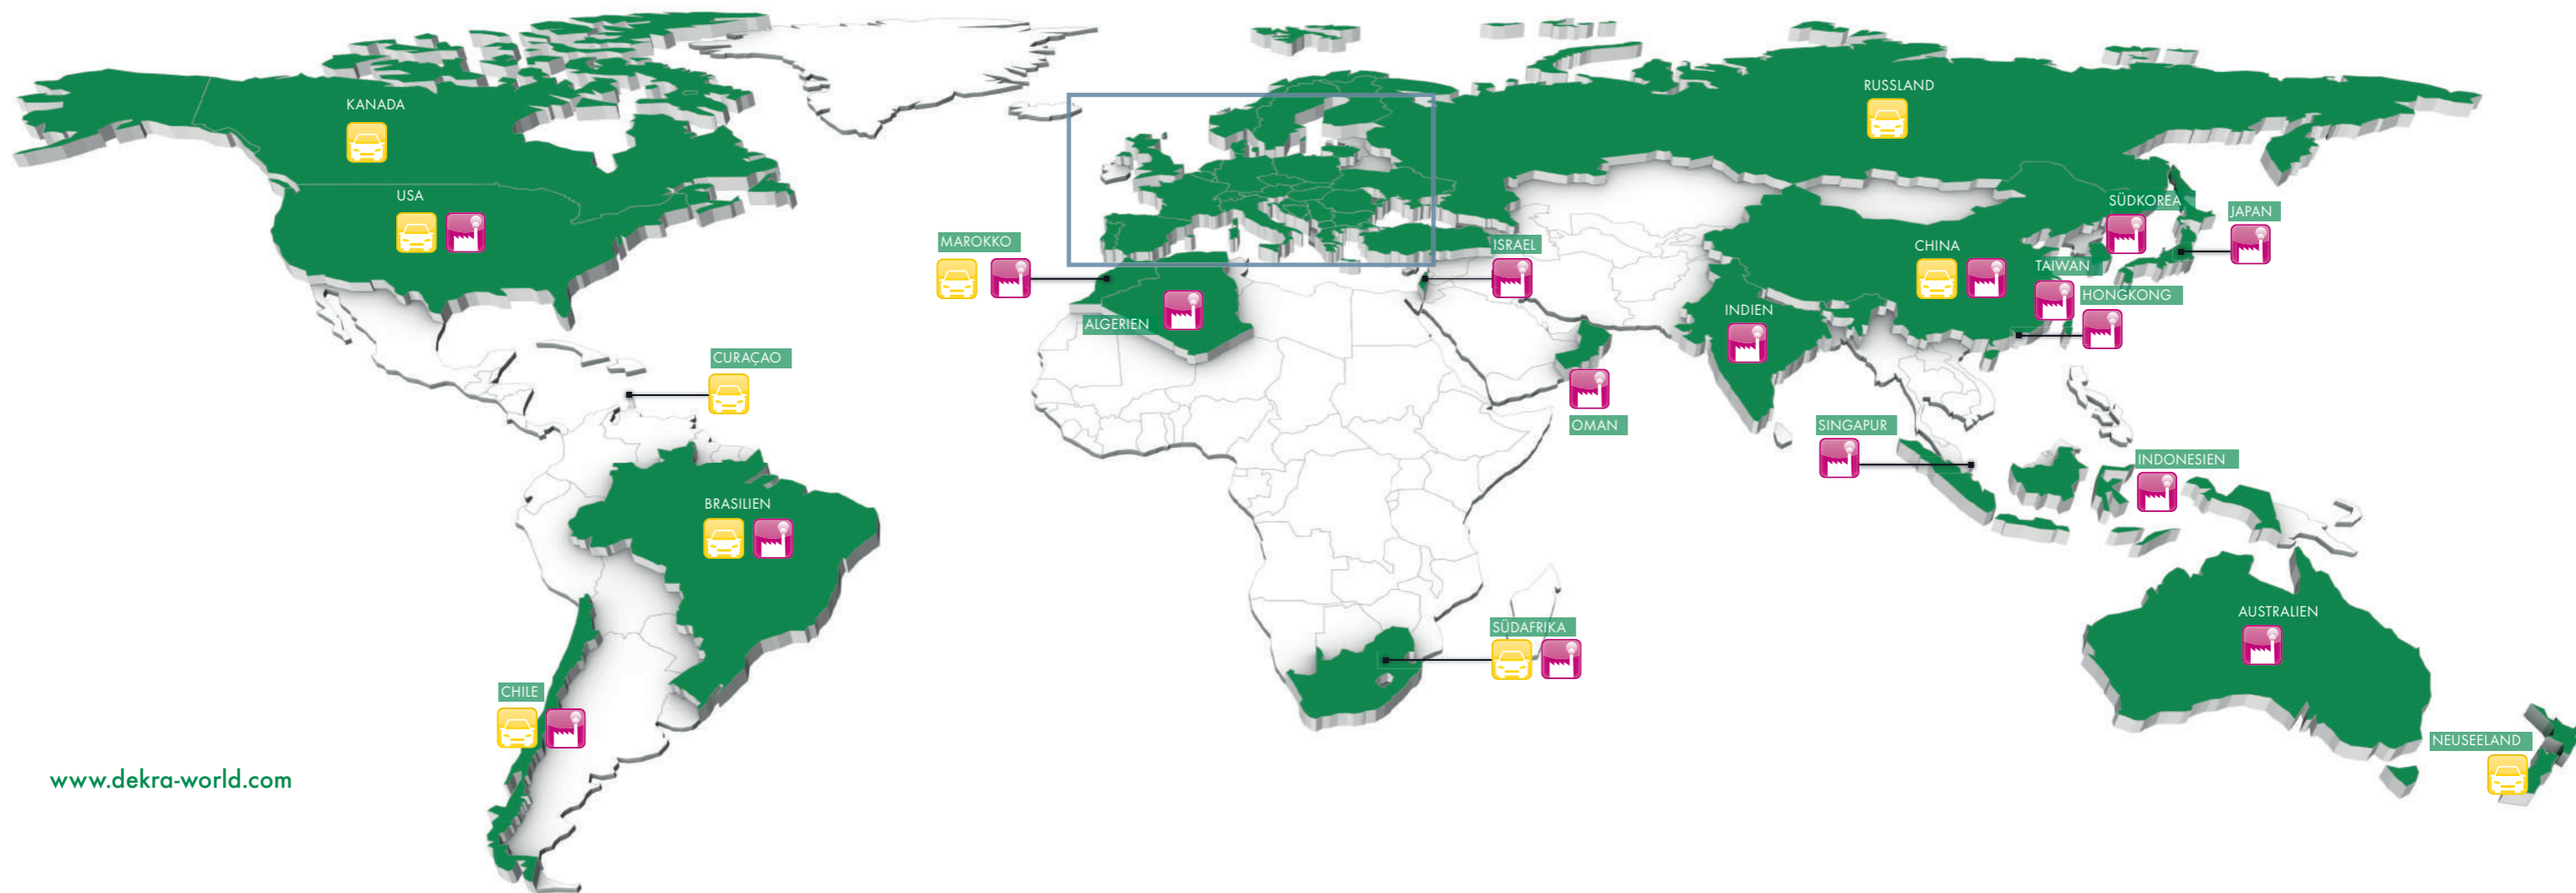 KANADA
USA
RUSSLAND
SÜDKOREA
JAPAN
MAROKKO
ISRAEL
CHINA
TAIWAN
HONGKONG
ALGERIEN
INDIEN
CURAÇAO
OMAN
SINGAPUR
INDONESIEN
BRASILIEN
AUSTRALIEN
SÜDAFRIKA
CHILE
NEUSEELAND
www.dekra-world.com